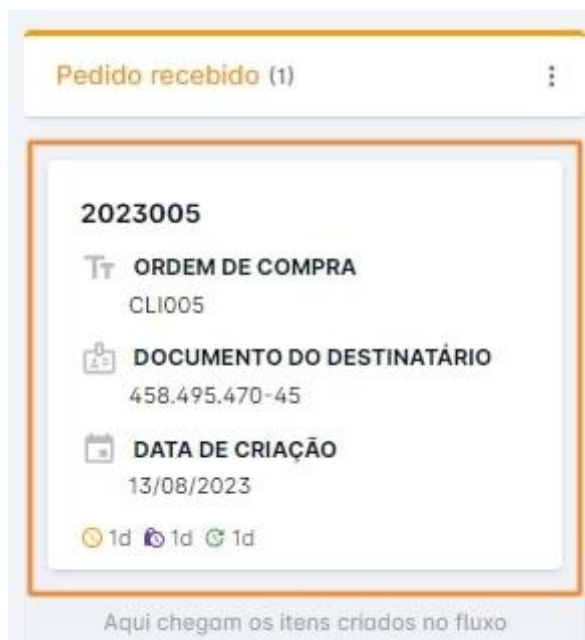 Pedido recebido (1)
2023005
ORDEM DE COMPRA
CLI005
DOCUMENTO DO DESTINATÁRIO
458.495.470-45
DATA DE CRIAÇÃO
13/08/2023
1d 1d 1d
Aqui chegam os itens criados no fluxo